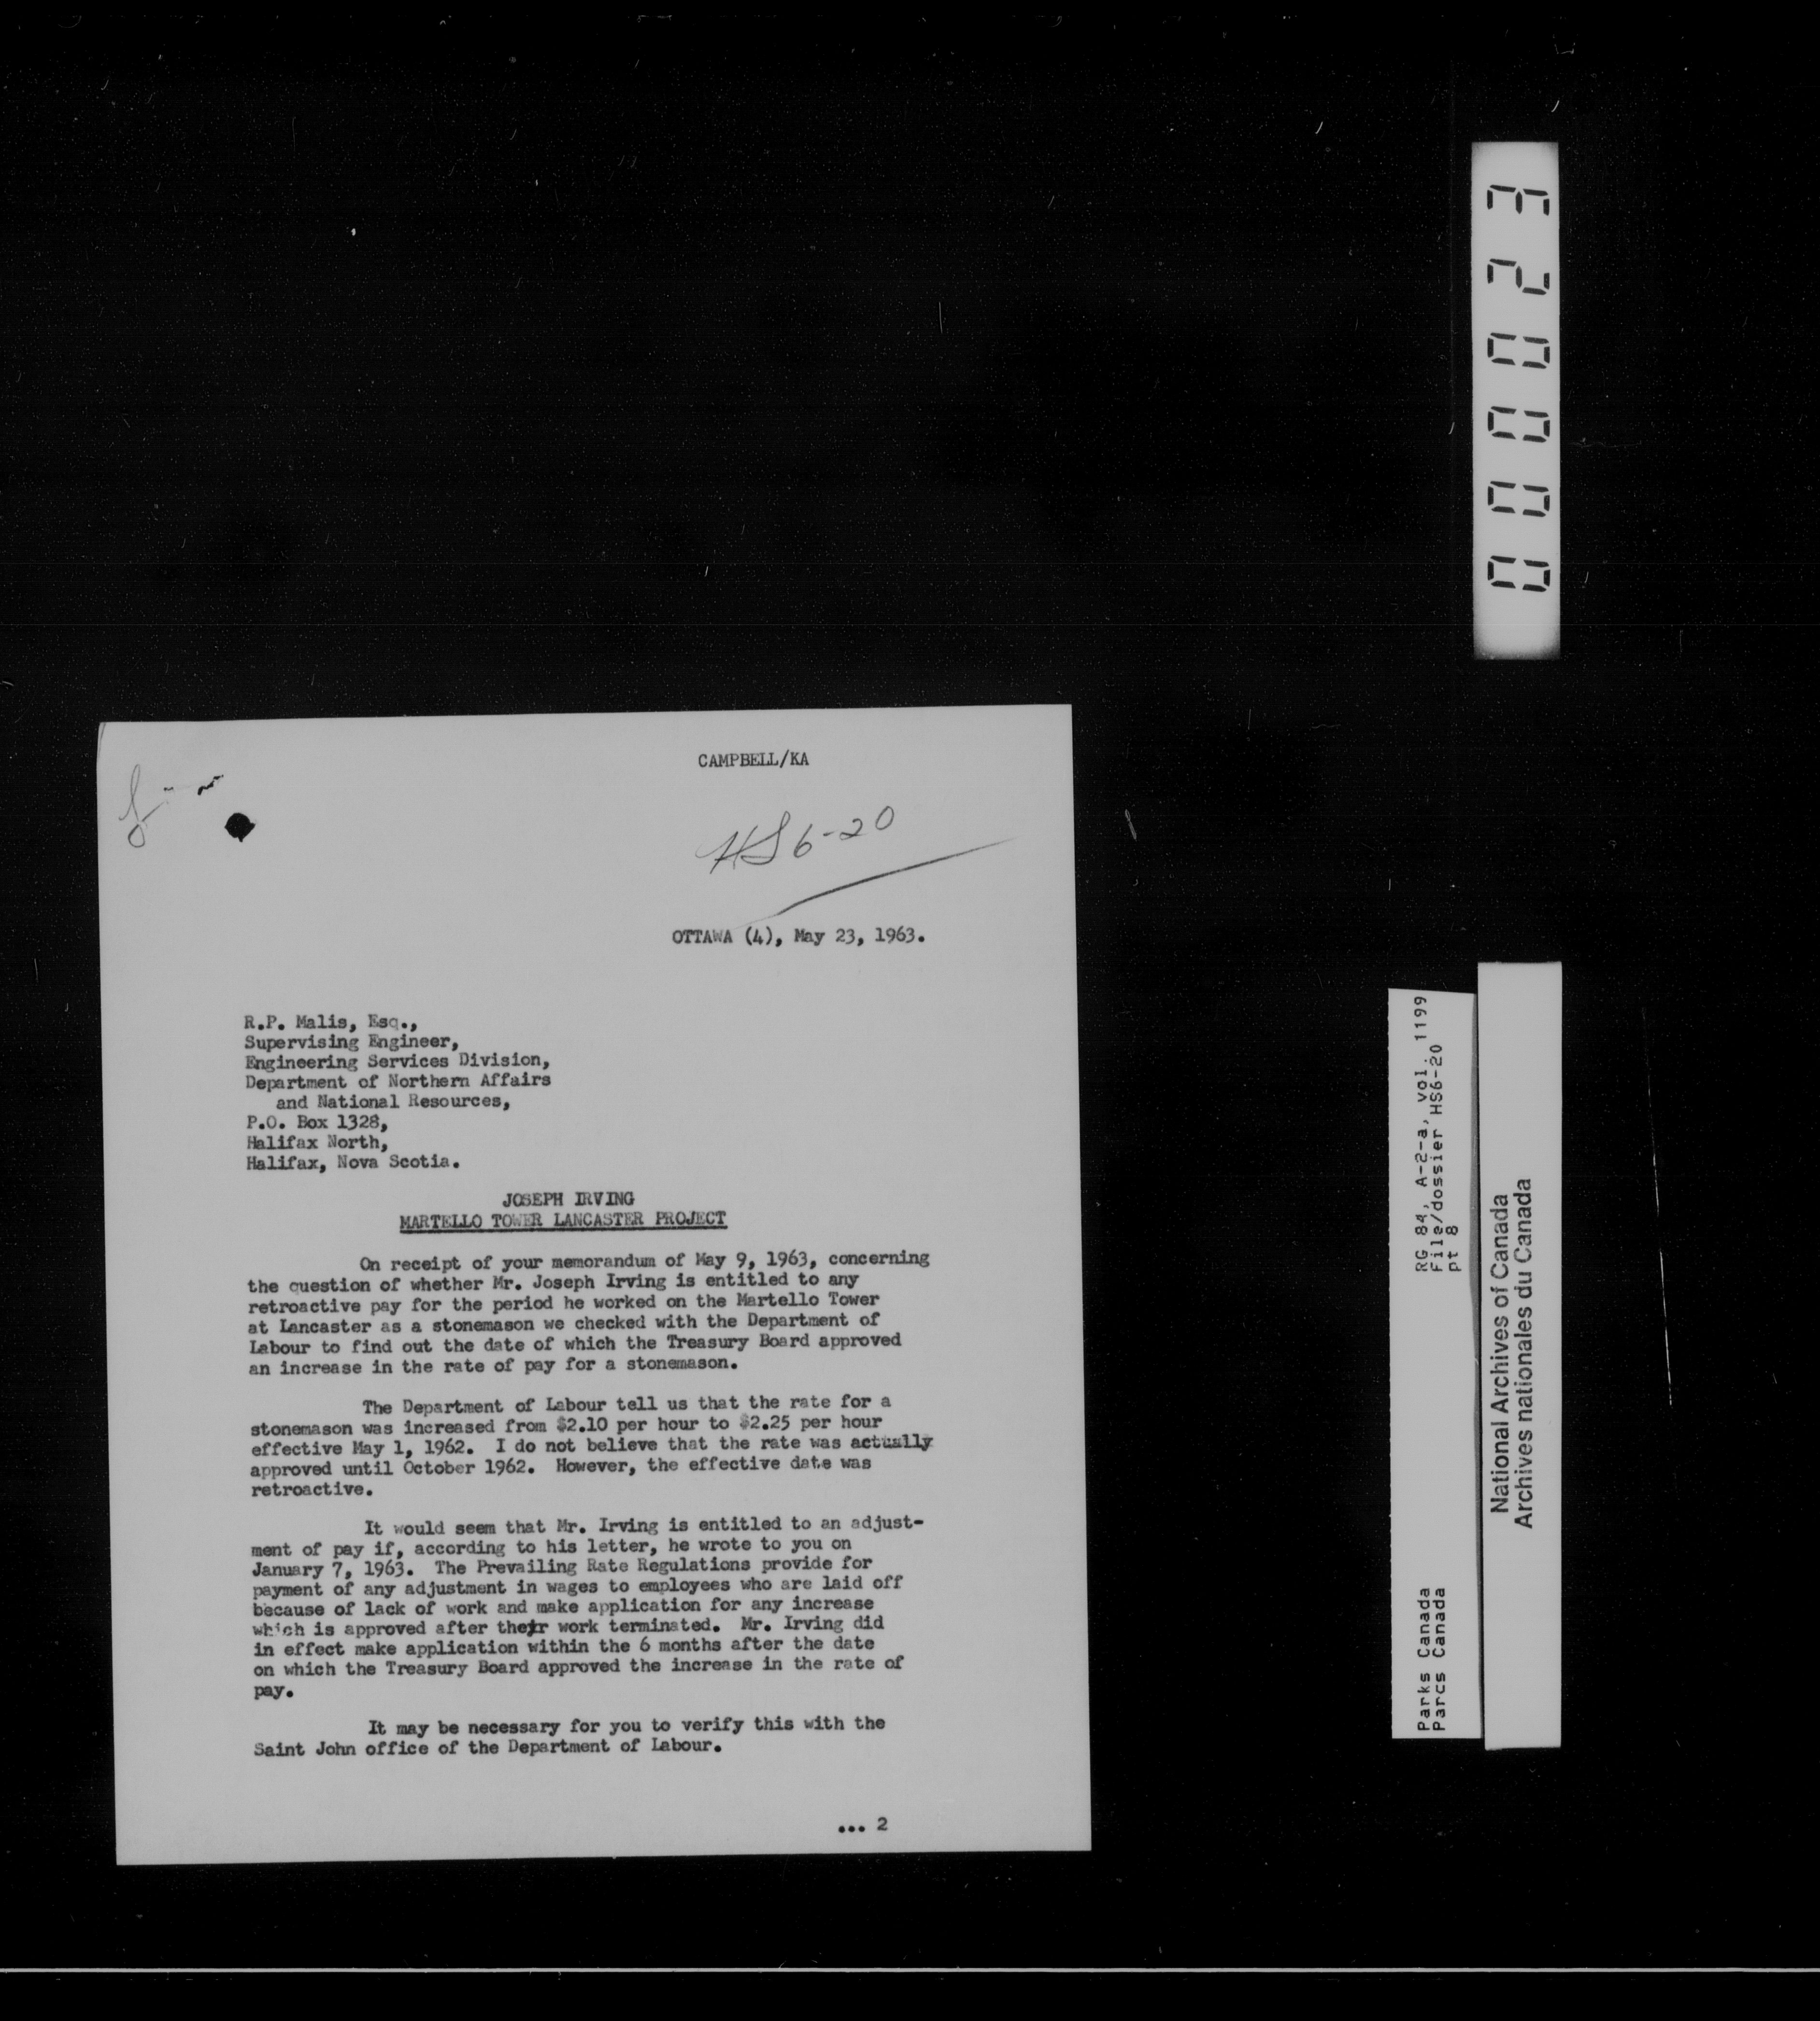 000023
CAMPBELL/KA
HS6-20
OTTAWA (4), May 23, 1963.
R.P. Malis, Esq.,
Supervising Engineer,
Engineering Services Division,
Department of Northern Affairs
and National Resources,
P.O. Box 1328,
Halifax North,
Halifax, Nova Scotia.
JOSEPH IRVING
MARTELLO TOWER LANCASTER PROJECT
On receipt of your memorandum of May 9, 1963, concerning
the question of whether Mr. Joseph Irving is entitled to any
retroactive pay for the period he worked on the Martello Tower
at Lancaster as a stonemason we checked with the Department of
Labour to find out the date of which the Treasury Board approved
an increase in the rate of pay for a stonemason.
The Department of Labour tell us that the rate for a
stonemason was increased from $2.10 per hour to $2.25 per hour
effective May 1, 1962. I do not believe that the rate was actually
approved until October 1962. However, the effective date was
retroactive.
It would seem that Mr. Irving is entitled to an adjust-
ment of pay if, according to his letter, he wrote to you on
January 7, 1963. The Prevailing Rate Regulations provide for
payment of any adjustment in wages to employees who are laid off
because of lack of work and make application for any increase
which is approved after their work terminated. Mr. Irving did
in effect make application within the 6 months after the date
on which the Treasury Board approved the increase in the rate of
pay.
It may be necessary for you to verify this with the
Saint John office of the Department of Labour.
... 2
Parks Canada
Parcs Canada
RG 84, A-2-a, vol. 1199
File/dossier HS6-20
pt 8
National Archives of Canada
Archives nationales du Canada